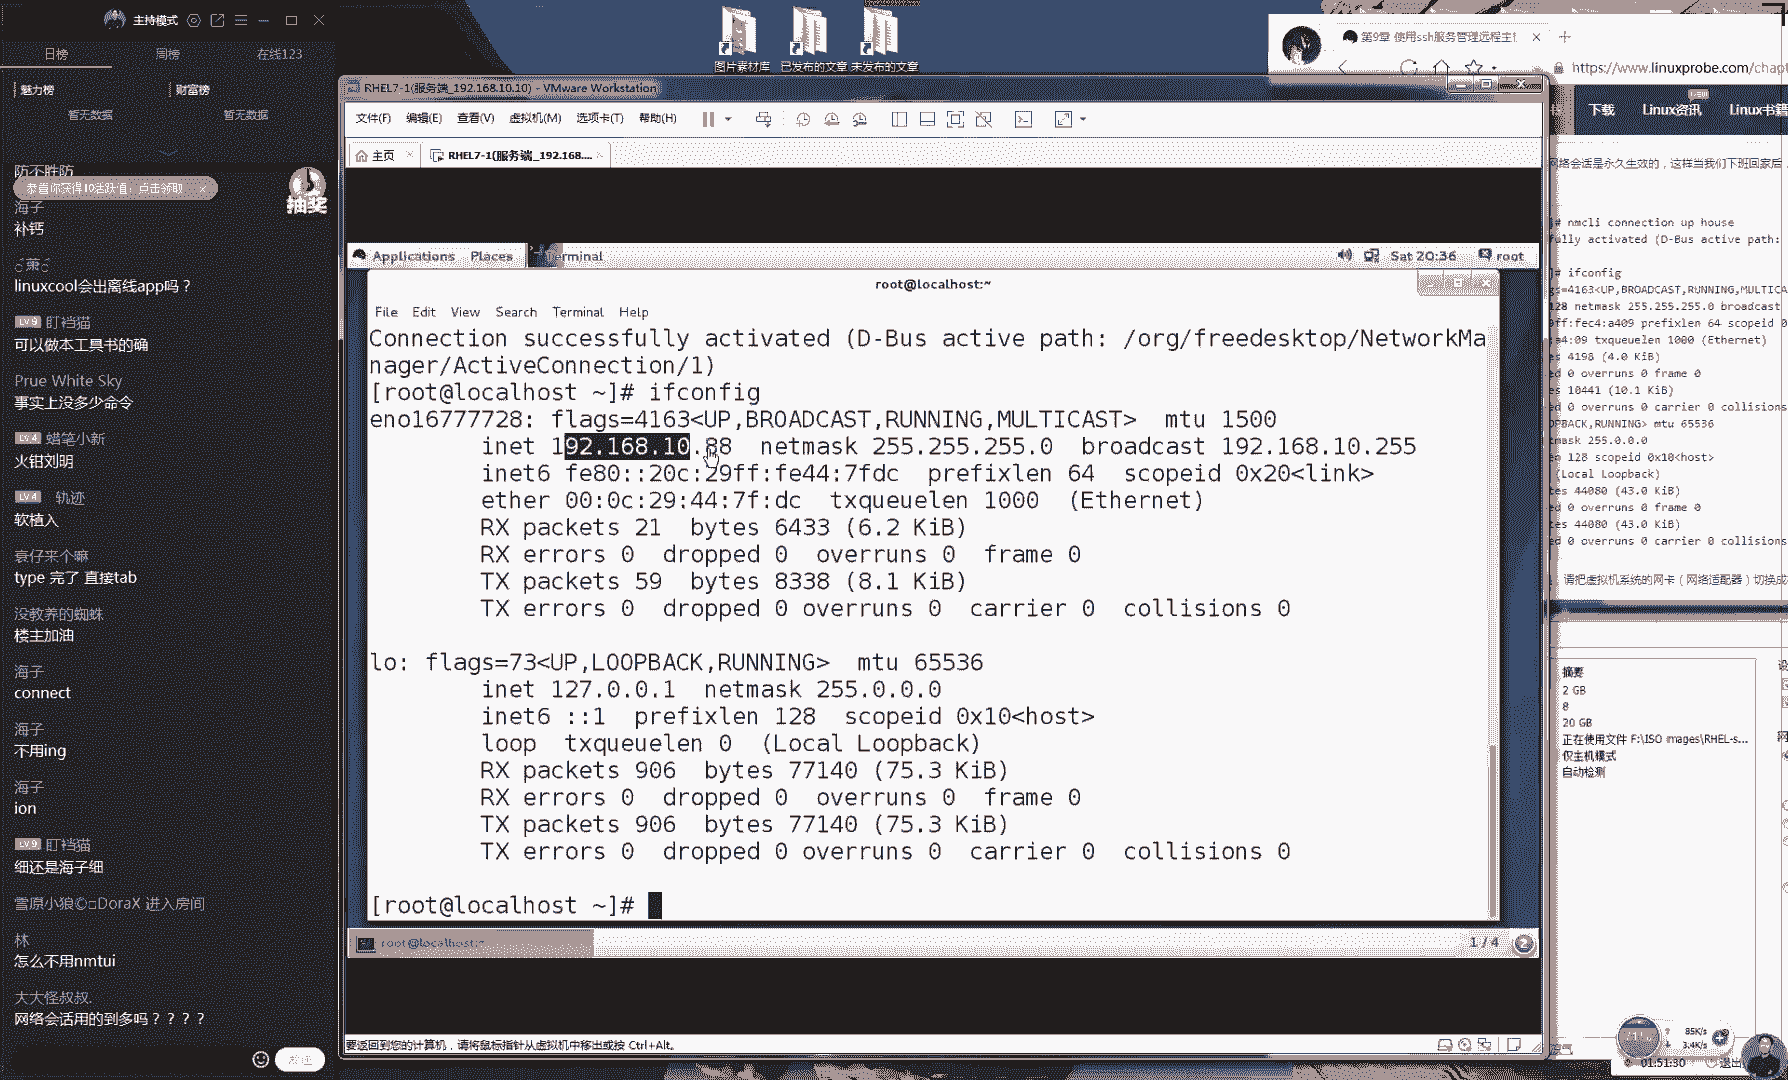 主持模式
日榜
周榜
在线123
魅力榜
财富榜
暂无数据
暂无数据
防不胜防
恭喜你获得10活跃值，点击领取
抽奖
海子
补钙
萧
linuxcool会出离线app吗？
LV 9 盯裆猫
可以做本工具书的确
Prue White Sky
事实上没多少命令
LV 4 蜡笔小新
火钳刘明
LV 4 轨迹
软植入
袁仔来个嘛
type 完了 直接tab
没教养的蜘蛛
楼主加油
海子
connect
海子
不用ing
海子
ion
LV 9 盯裆猫
细还是海子细
雪原小狼©DoraX 进入房间
林
怎么不用nmtui
大大怪叔叔.
网络会话用的到多吗？？？？
发送
图片素材库
已发布的文章
未发布的文章
RHEL7-1(服务端_192.168.10.10) - VMware Workstation
文件(F) 编辑(E) 查看(V) 虚拟机(M) 选项卡(T) 帮助(H)
主页
RHEL7-1(服务端_192.168....
Applications Places
Terminal
Sat 20:36
root
root@localhost:~
File Edit View Search Terminal Help
Connection successfully activated (D-Bus active path: /org/freedesktop/NetworkMa
nager/ActiveConnection/1)
[root@localhost ~]# ifconfig
eno16777728: flags=4163<UP,BROADCAST,RUNNING,MULTICAST>  mtu 1500
inet 192.168.10.88  netmask 255.255.255.0  broadcast 192.168.10.255
inet6 fe80::20c:29ff:fe44:7fdc  prefixlen 64  scopeid 0x20<link>
ether 00:0c:29:44:7f:dc  txqueuelen 1000  (Ethernet)
RX packets 21  bytes 6433 (6.2 KiB)
RX errors 0  dropped 0  overruns 0  frame 0
TX packets 59  bytes 8338 (8.1 KiB)
TX errors 0  dropped 0 overruns 0  carrier 0  collisions 0
lo: flags=73<UP,LOOPBACK,RUNNING>  mtu 65536
inet 127.0.0.1  netmask 255.0.0.0
inet6 ::1  prefixlen 128  scopeid 0x10<host>
loop  txqueuelen 0  (Local Loopback)
RX packets 906  bytes 77140 (75.3 KiB)
RX errors 0  dropped 0  overruns 0  frame 0
TX packets 906  bytes 77140 (75.3 KiB)
TX errors 0  dropped 0 overruns 0  carrier 0  collisions 0
[root@localhost ~]#
root@localhost:~
1 / 4
要返回到您的计算机，请将鼠标指针从虚拟机中移出或按 Ctrl+Alt。
第9章 使用ssh服务管理远程主
https://www.linuxprobe.com/chapt
下载
Linux资讯
Linux书籍
网络会话是永久生效的，这样当我们下班回家后，
# nmcli connection up house
fully activated (D-Bus active path:
# ifconfig
gs=4163<UP,BROADCAST,RUNNING,MULTICA
128 netmask 255.255.255.0 broadcast
9ff:fec4:a409 prefixlen 64 scopeid 0
:a4:09 txqueuelen 1000 (Ethernet)
es 4198 (4.0 KiB)
ed 0 overruns 0 frame 0
es 10441 (10.1 KiB)
ed 0 overruns 0 carrier 0 collisions
OPBACK,RUNNING> mtu 65536
tmask 255.0.0.0
en 128 scopeid 0x10<host>
(Local Loopback)
tes 44080 (43.0 KiB)
ed 0 overruns 0 frame 0
tes 44080 (43.0 KiB)
ed 0 overruns 0 carrier 0 collisions
请把虚拟机系统的网卡（网络适配器）切换成
摘要
2 GB
8
20 GB
正在使用文件 F:\ISO images\RHEL-s...
仅主机模式
自动检测
85K/s
3.4K/s
01:51:30